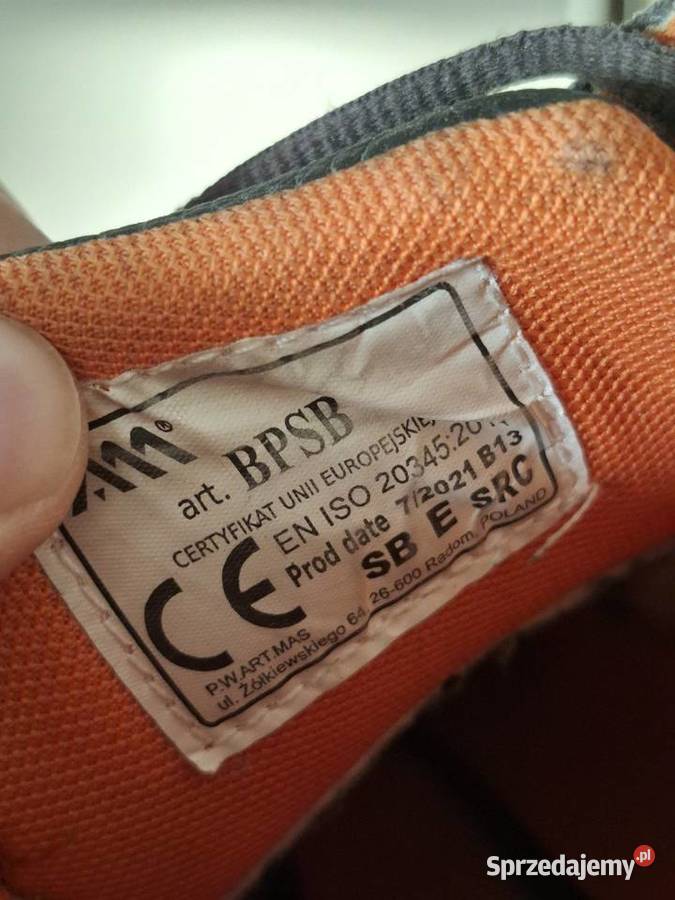 art. BPSB
CERTYFIKAT UNII
EN ISO 20345:20
Prod date 7/2021 B13
CE SB E SRC
P.W.ART.MAS
ul. Żółkiewskiego 64, 26-600 Radom, POLAND
Sprzedajemy.pl